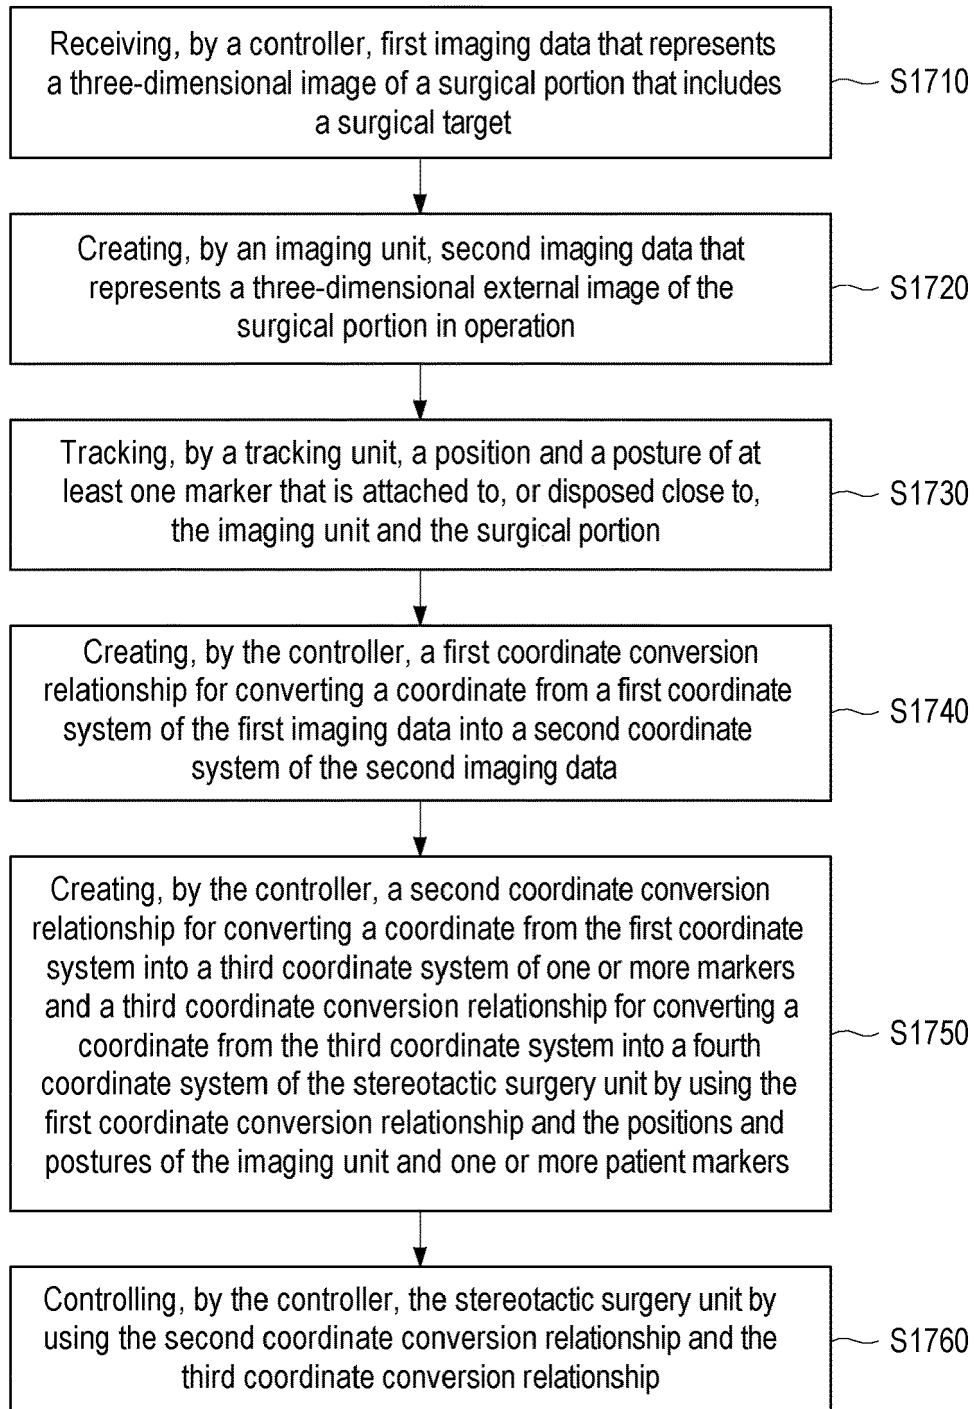 Receiving, by a controller, first imaging data that represents
a three-dimensional image of a surgical portion that includes
a surgical target
S1710
Creating, by an imaging unit, second imaging data that
represents a three-dimensional external image of the
surgical portion in operation
S1720
Tracking, by a tracking unit, a position and a posture of at
least one marker that is attached to, or disposed close to,
the imaging unit and the surgical portion
S1730
Creating, by the controller, a first coordinate conversion
relationship for converting a coordinate from a first coordinate
system of the first imaging data into a second coordinate
system of the second imaging data
S1740
Creating, by the controller, a second coordinate conversion
relationship for converting a coordinate from the first coordinate
system into a third coordinate system of one or more markers
and a third coordinate conversion relationship for converting a
coordinate from the third coordinate system into a fourth
coordinate system of the stereotactic surgery unit by using the
first coordinate conversion relationship and the positions and
postures of the imaging unit and one or more patient markers
S1750
Controlling, by the controller, the stereotactic surgery unit by
using the second coordinate conversion relationship and the
third coordinate conversion relationship
S1760